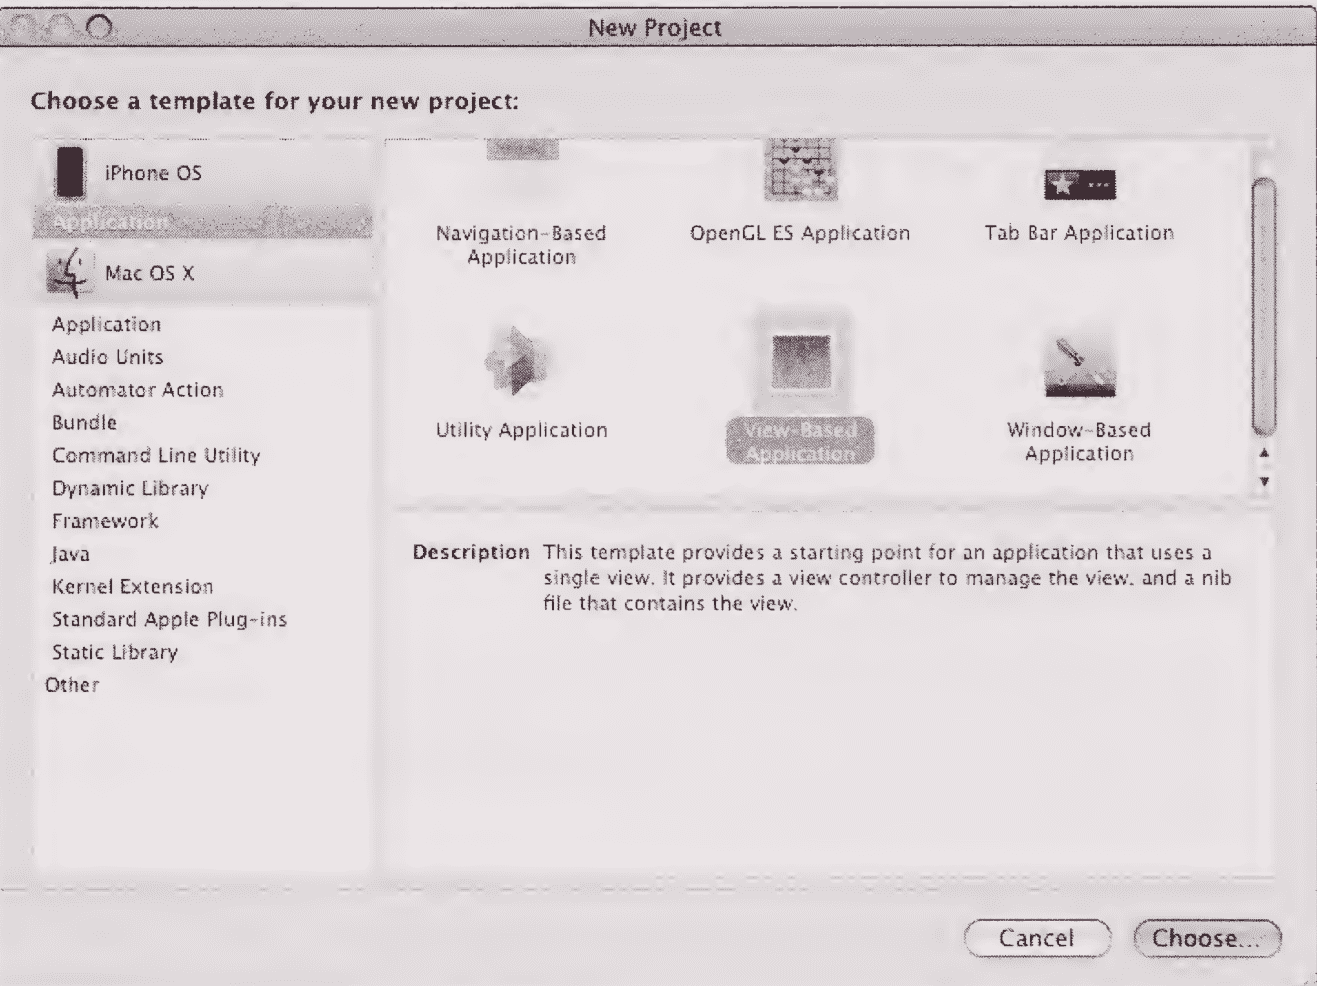 New Project
Choose a template for your new project:
iPhone OS
Application
Mac OS X
Application
Audio Units
Automator Action
Bundle
Command Line Utility
Dynamic Library
Framework
Java
Kernel Extension
Standard Apple Plug-ins
Static Library
Other
Navigation-Based
Application
OpenGL ES Application
Tab Bar Application
Utility Application
View-Based
Application
Window-Based
Application
Description This template provides a starting point for an application that uses a
single view. It provides a view controller to manage the view, and a nib
file that contains the view.
Cancel
Choose...